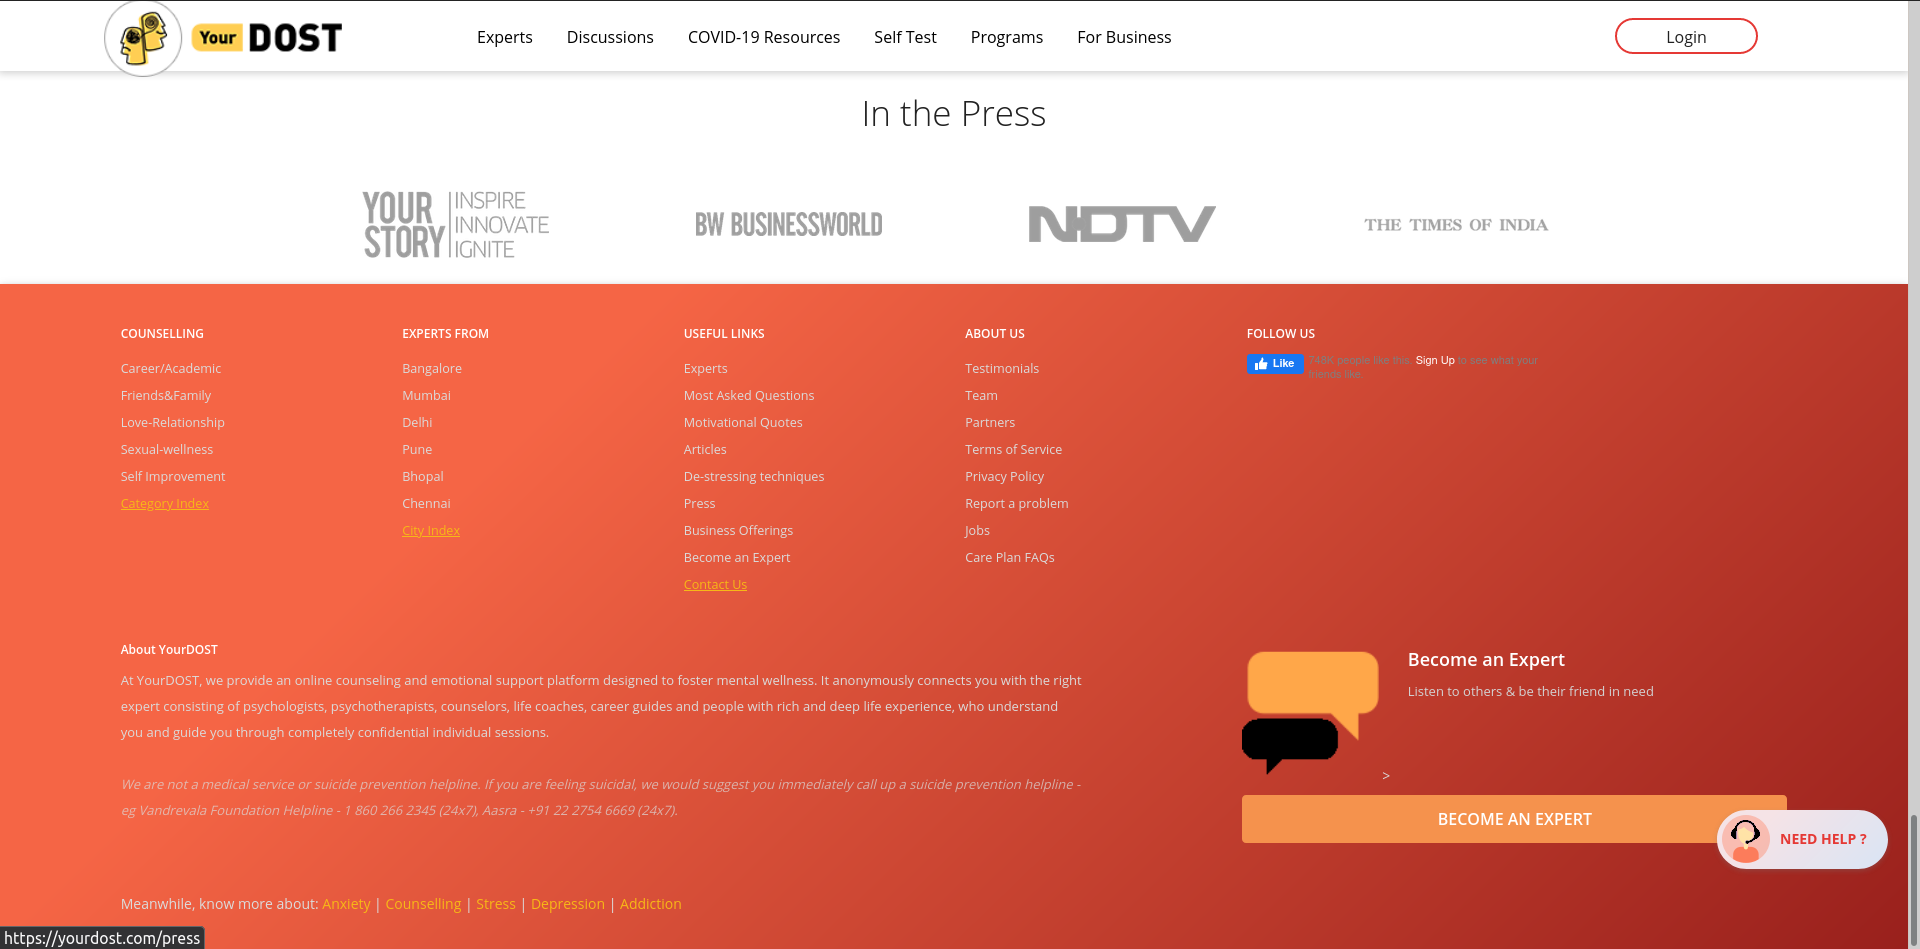 Your DOST
Experts
Discussions
COVID-19 Resources
Self Test
Programs
For Business
Login
In the Press
YOUR STORY
INSPIRE
INNOVATE
IGNITE
BW BUSINESSWORLD
NDTV
THE TIMES OF INDIA
COUNSELLING
Career/Academic
Friends&Family
Love-Relationship
Sexual-wellness
Self Improvement
Category Index
EXPERTS FROM
Bangalore
Mumbai
Delhi
Pune
Bhopal
Chennai
City Index
USEFUL LINKS
Experts
Most Asked Questions
Motivational Quotes
Articles
De-stressing techniques
Press
Business Offerings
Become an Expert
Contact Us
ABOUT US
Testimonials
Team
Partners
Terms of Service
Privacy Policy
Report a problem
Jobs
Care Plan FAQs
FOLLOW US
Like
people like this. Sign Up to see what your
friends like.
About YourDOST
At YourDOST, we provide an online counseling and emotional support platform designed to foster mental wellness. It anonymously connects you with the right
expert consisting of psychologists, psychotherapists, counselors, life coaches, career guides and people with rich and deep life experience, who understand
you and guide you through completely confidential individual sessions.
We are not a medical service or suicide prevention helpline. If you are feeling suicidal, we would suggest you immediately call up a suicide prevention helpline -
eg Vandrevala Foundation Helpline - 1 860 266 2345 (24x7), Aasra - +91 22 2754 6669 (24x7).
Become an Expert
Listen to others & be their friend in need
>
BECOME AN EXPERT
NEED HELP ?
Meanwhile, know more about: Anxiety | Counselling | Stress | Depression | Addiction
https://yourdost.com/press